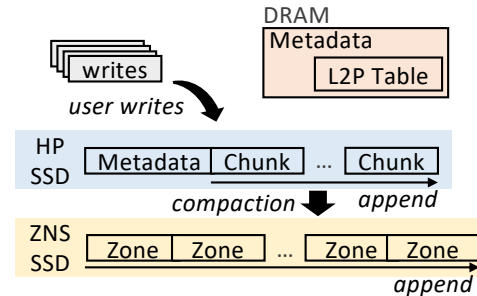 DRAM
Metadata
L2P Table
writes
user writes
HP
SSD
Metadata Chunk ... Chunk
append
compaction
ZNS
SSD
Zone Zone ... Zone Zone
append